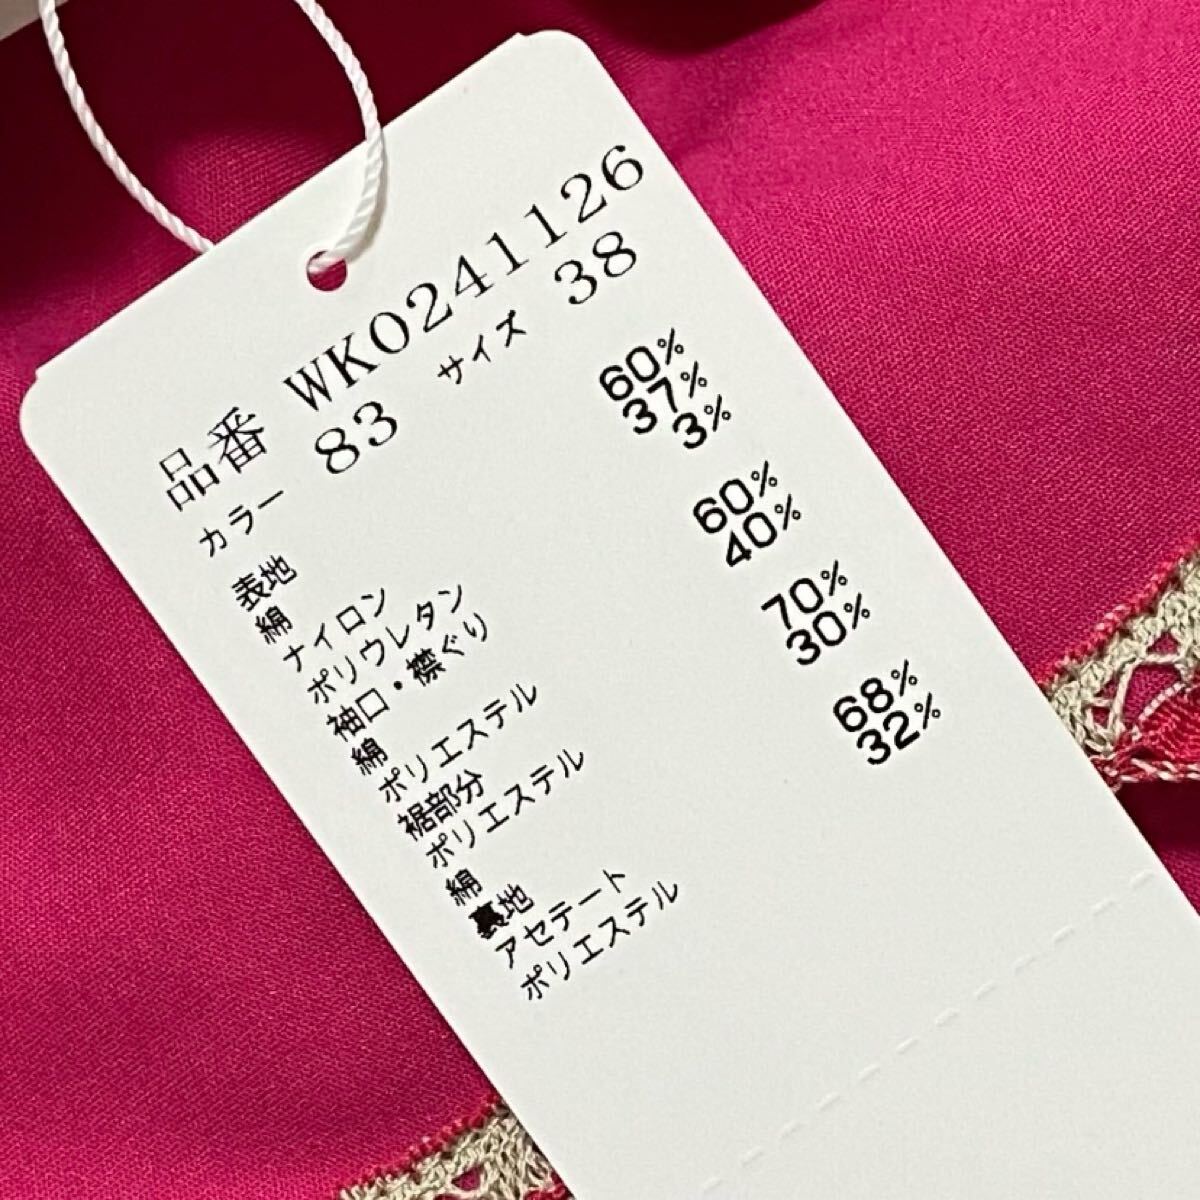 品番 WK0241126
カラー 83 サイズ 38
表地
綿 60%
ナイロン 37%
ポリウレタン 3%
袖口・襟ぐり
綿 60%
ポリエステル 40%
裾部分
ポリエステル 70%
綿 30%
裏地
アセテート 68%
ポリエステル 32%